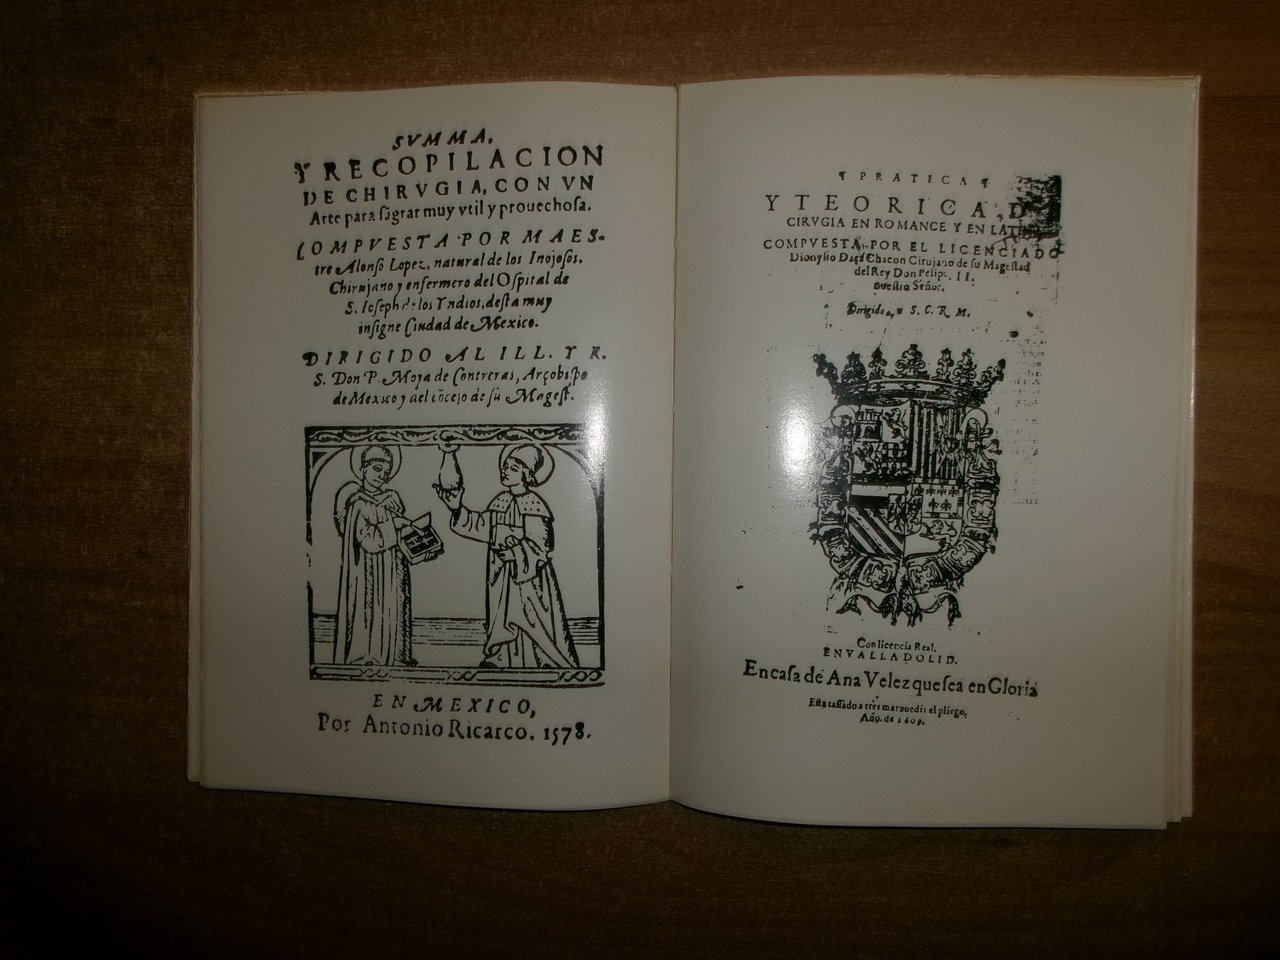 SVMMA,
Y RECOPILACION
DE CHIRVGIA, CON VN
Arte para sãgrar muy vtil y prouechosa.
COMPVESTA POR MAES-
tre Alonso Lopez, natural de los Inojosos.
Chirujano y enfermero del Ospital de
S. Ioseph de los Yndios, desta muy
insigne Ciudad de Mexico.
DIRIGIDO AL ILL. Y R.
S. Don P. Moya de Contreras, Arçobispo
de Mexico y del cõcejo de su Magest.
EN MEXICO,
Por Antonio Ricardo. 1578.
¶ PRATICA ¶
Y TEORICA, D
CIRVGIA EN ROMANCE Y EN LATIN
COMPVESTA POR EL LICENCIADO
Dionysio Daça Chacon Cirujano de su Magestad
del Rey Don Felipe II.
nuestro Señor.
Dirigido a S. C. R. M.
Con licencia Real.
EN VALLADOLID.
En casa de Ana Velez que sea en Gloria
Esta tassado a tres marauedis el pliego,
Año. de 1609.